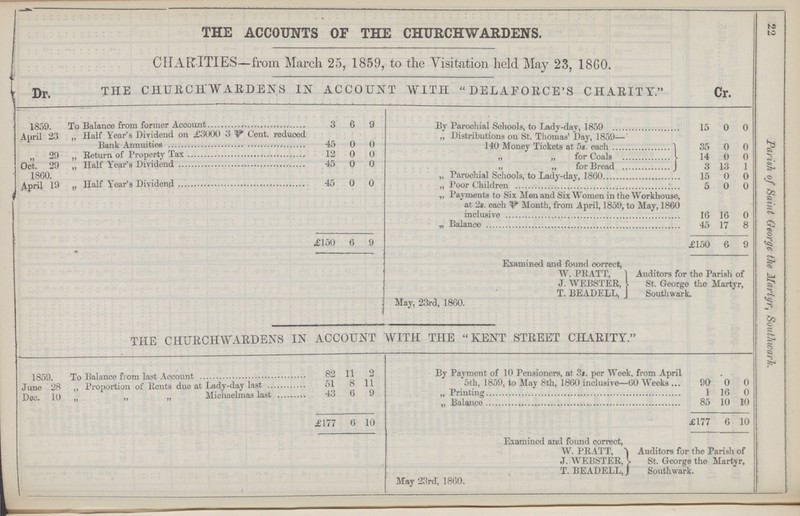 THE ACCOUNTS OF THE CHURCHWARDENS.
CHARITIES—from March 25, 1859, to the Visitation held May 23, 1860.
Dr. THE CHURCHWARDENS IN ACCOUNT WITH "DELAFORCE'S CHARITY." Cr.
1859. To Balance from former Account 3 6 9
April 23 „ Half Year's Dividend on £3000 3 ⅌ Cent. reduced
Bank Annuities 45 0 0
„ 29 „ Return of Property Tax 12 0 0
Oct. 29 „ Half Year's Dividend 45 0 0
1860.
April 19 „ Half Year's Dividend 45 0 0
£150 6 9
By Parochial Schools, to Lady-day, 1859 15 0 0
„ Distributions on St. Thomas' Day, 1859—
140 Money Tickets at 5s. each 35 0 0
„ „ for Coals 14 0 0
„ „ for Bread 3 13 1
„ Parochial Schools, to Lady-day, 1860 15 0 0
„ Poor Children 5 0 0
„ Payments to Six Men and Six Women in the Workhouse,
at 2s. each ⅌ Month, from April, 1859, to May, 1860
inclusive 16 16 0
„ Balance 45 17 8
£150 6 9
Examined and found correct,
W. PRATT, } Auditors for the Parish of
J. WEBSTER, } St. George the Martyr,
T. BEADELL, } Southwark.
May, 23rd, 1860.
THE CHURCHWARDENS IN ACCOUNT WITH THE "KENT STREET CHARITY."
1859. To Balance from last Account 82 11 2
June 28 „ Proportion of Rents due at Lady-day last 51 8 11
Dec. 10 „ „ „ Michaelmas last 43 6 9
£177 6 10
By Payment of 10 Pensioners, at 3s. per Week, from April
5th, 1859, to May 8th, 1860 inclusive—60 Weeks ... 90 0 0
„ Printing 1 16 0
„ Balance 85 10 10
£177 6 10
Examined and found correct,
W. PRATT, } Auditors for the Parish of
J. WEBSTER, } St. George the Martyr,
T. BEADELL, } Southwark.
May 23rd, 1860.
22
Parish of Saint George the Martyr, Southwark.